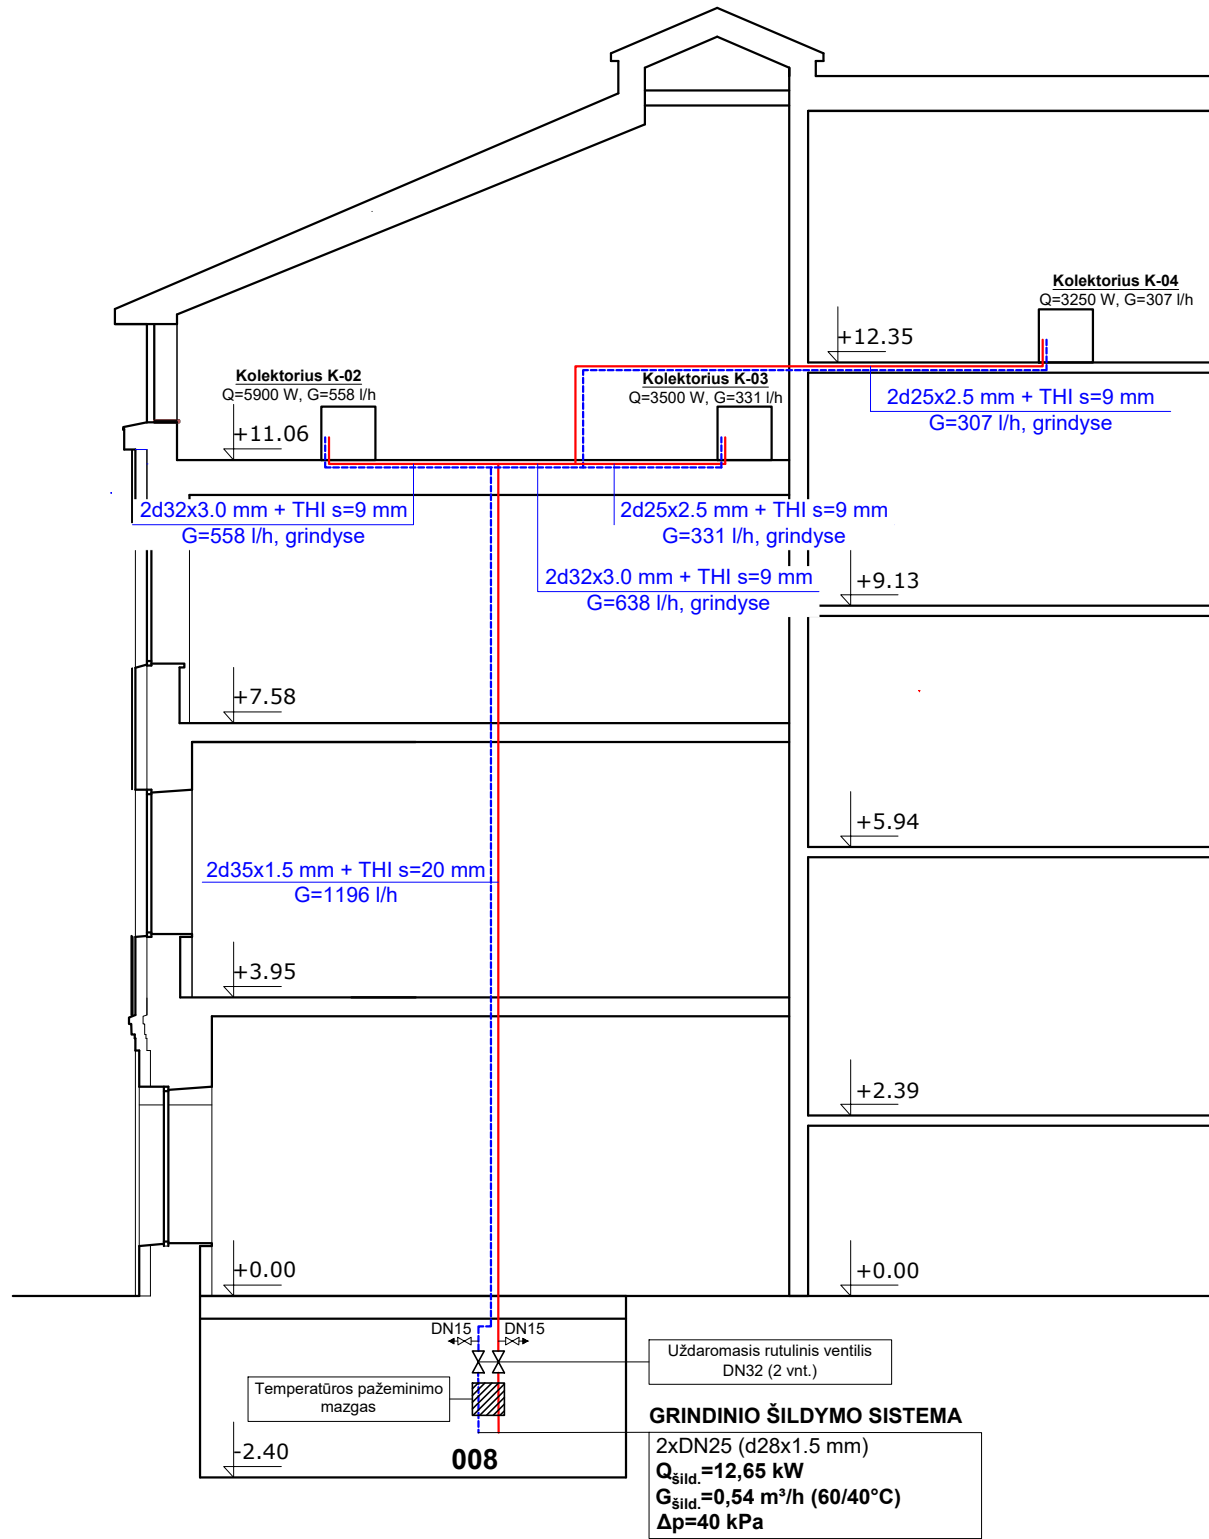 Kolektorius K-04
Q=3250 W, G=307 l/h
+12.35
Kolektorius K-02
Q=5900 W, G=558 l/h
Kolektorius K-03
Q=3500 W, G=331 l/h
2d25x2.5 mm + THI s=9 mm
G=307 l/h, grindyse
+11.06
2d32x3.0 mm + THI s=9 mm
G=558 l/h, grindyse
2d25x2.5 mm + THI s=9 mm
G=331 l/h, grindyse
2d32x3.0 mm + THI s=9 mm
G=638 l/h, grindyse
+9.13
+7.58
+5.94
2d35x1.5 mm + THI s=20 mm
G=1196 l/h
+3.95
+2.39
+0.00
+0.00
DN15
DN15
Uždaromasis rutulinis ventilis
DN32 (2 vnt.)
Temperatūros pažeminimo
mazgas
-2.40
008
GRINDINIO ŠILDYMO SISTEMA
2xDN25 (d28x1.5 mm)
Qšild.=12,65 kW
Gšild.=0,54 m³/h (60/40°C)
Δp=40 kPa